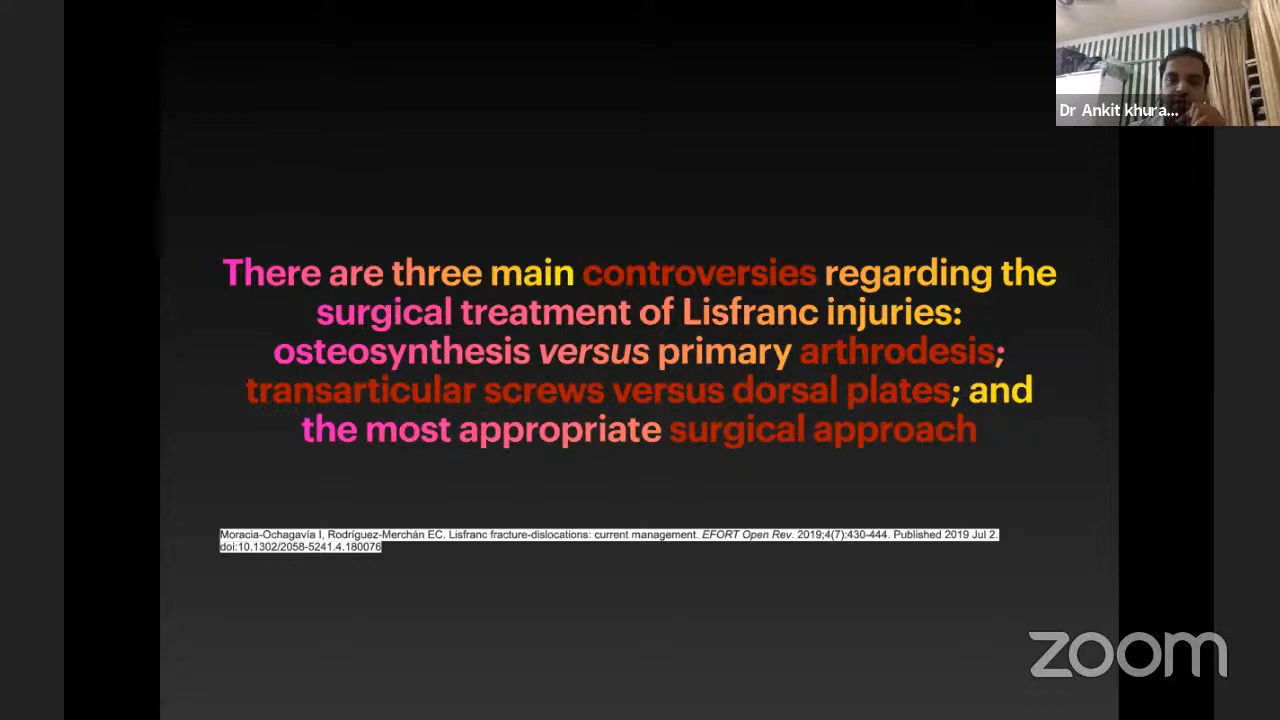 Dr Ankit khura...
There are three main controversies regarding the
surgical treatment of Lisfranc injuries:
osteosynthesis versus primary arthrodesis;
transarticular screws versus dorsal plates; and
the most appropriate surgical approach
Moracia-Ochagavía I, Rodríguez-Merchán EC. Lisfranc fracture-dislocations: current management. EFORT Open Rev. 2019;4(7):430-444. Published 2019 Jul 2.
doi:10.1302/2058-5241.4.180076
zoom